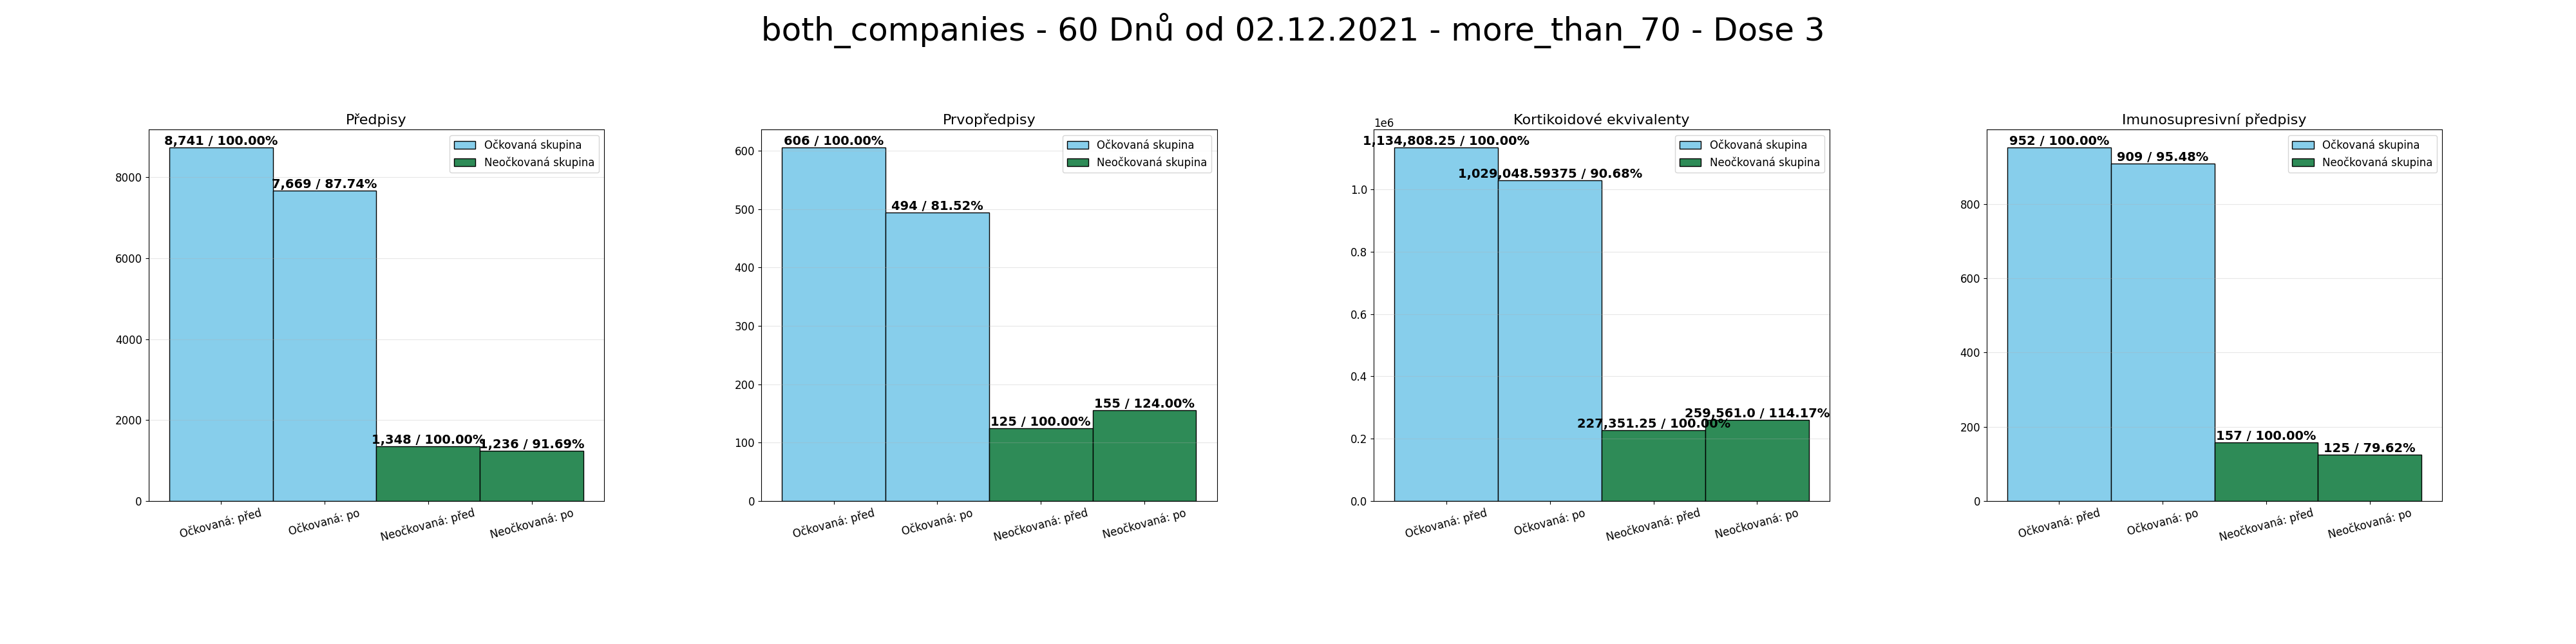 both_companies - 60 Dnů od 02.12.2021 - more_than_70 - Dose 3
Předpisy
8,741 / 100.00%
7,669 / 87.74%
1,348 / 100.00%
1,236 / 91.69%
Očkovaná skupina
Neočkovaná skupina
8000
6000
4000
2000
0
Očkovaná: před
Očkovaná: po
Neočkovaná: před
Neočkovaná: po
Prvopředpisy
606 / 100.00%
494 / 81.52%
125 / 100.00%
155 / 124.00%
Očkovaná skupina
Neočkovaná skupina
600
500
400
300
200
100
0
Očkovaná: před
Očkovaná: po
Neočkovaná: před
Neočkovaná: po
Kortikoidové ekvivalenty
1e6
1,134,808.25 / 100.00%
1,029,048.59375 / 90.68%
227,351.25 / 100.00%
259,561.0 / 114.17%
Očkovaná skupina
Neočkovaná skupina
1.0
0.8
0.6
0.4
0.2
0.0
Očkovaná: před
Očkovaná: po
Neočkovaná: před
Neočkovaná: po
Imunosupresivní předpisy
952 / 100.00%
909 / 95.48%
157 / 100.00%
125 / 79.62%
Očkovaná skupina
Neočkovaná skupina
800
600
400
200
0
Očkovaná: před
Očkovaná: po
Neočkovaná: před
Neočkovaná: po